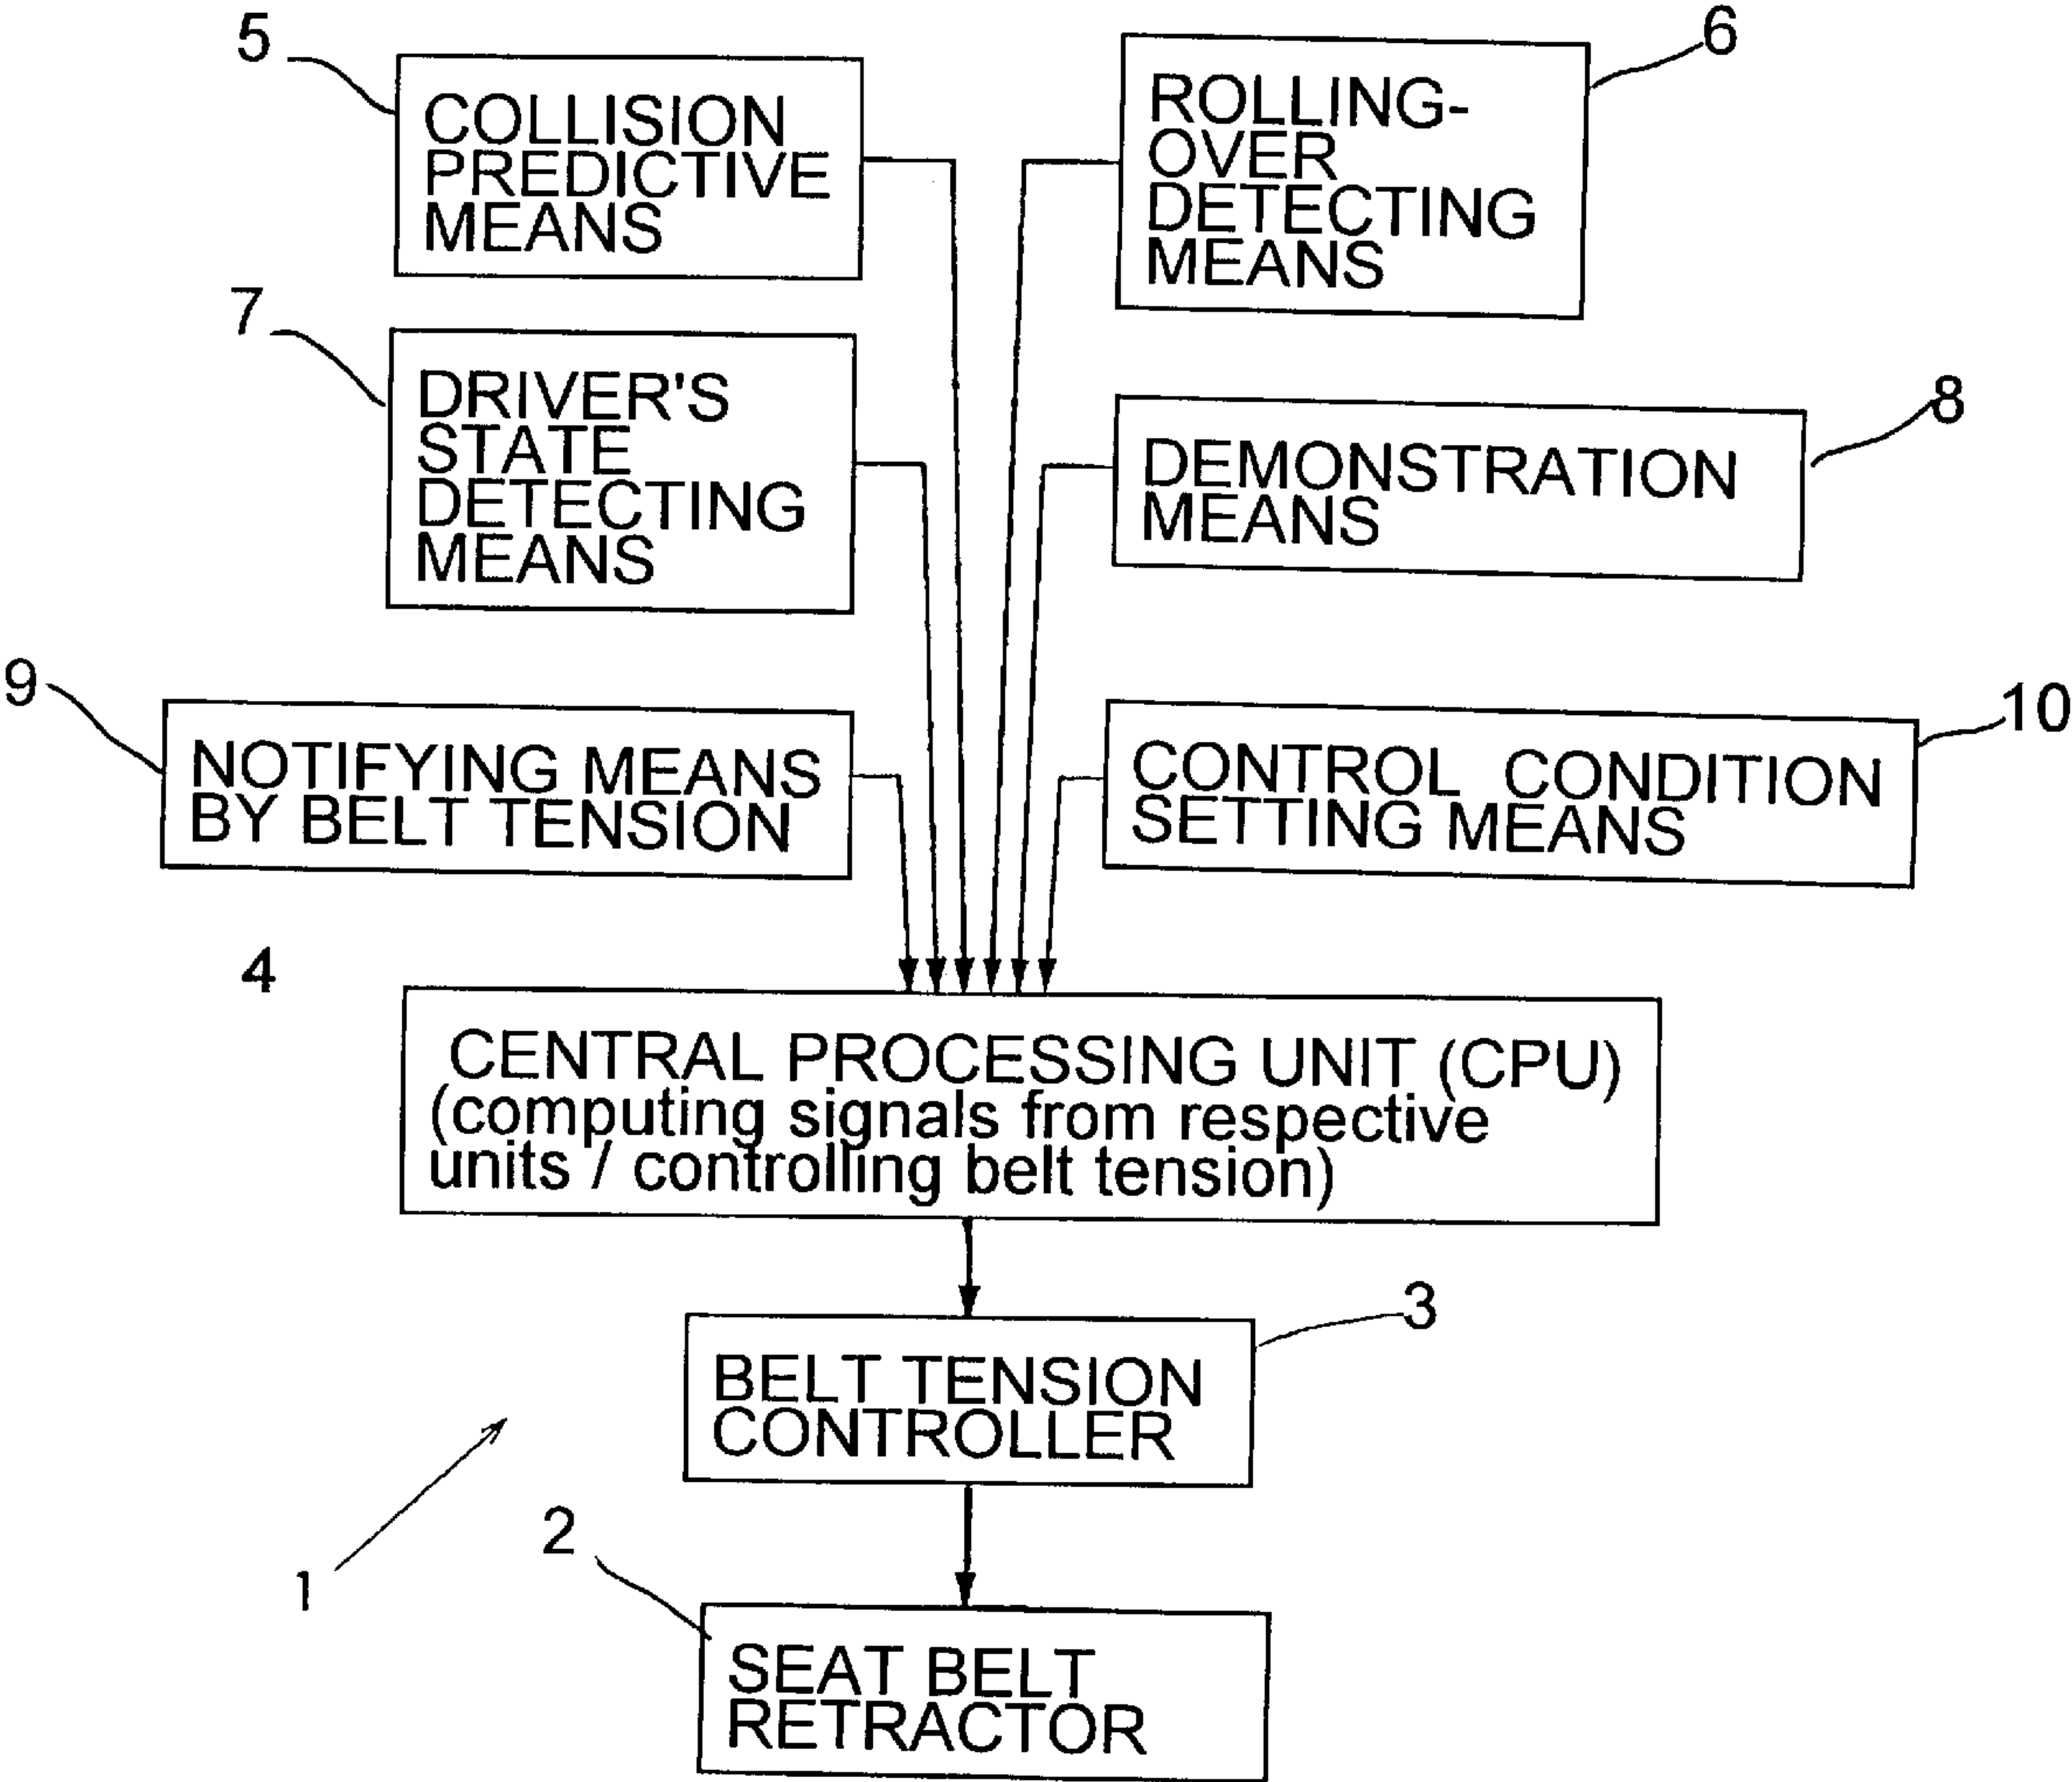 5
COLLISION
PREDICTIVE
MEANS
6
ROLLING-
OVER
DETECTING
MEANS
7
DRIVER'S
STATE
DETECTING
MEANS
8
DEMONSTRATION
MEANS
9
NOTIFYING MEANS
BY BELT TENSION
10
CONTROL CONDITION
SETTING MEANS
4
CENTRAL PROCESSING UNIT (CPU)
(computing signals from respective
units / controlling belt tension)
3
BELT TENSION
CONTROLLER
1
2
SEAT BELT
RETRACTOR